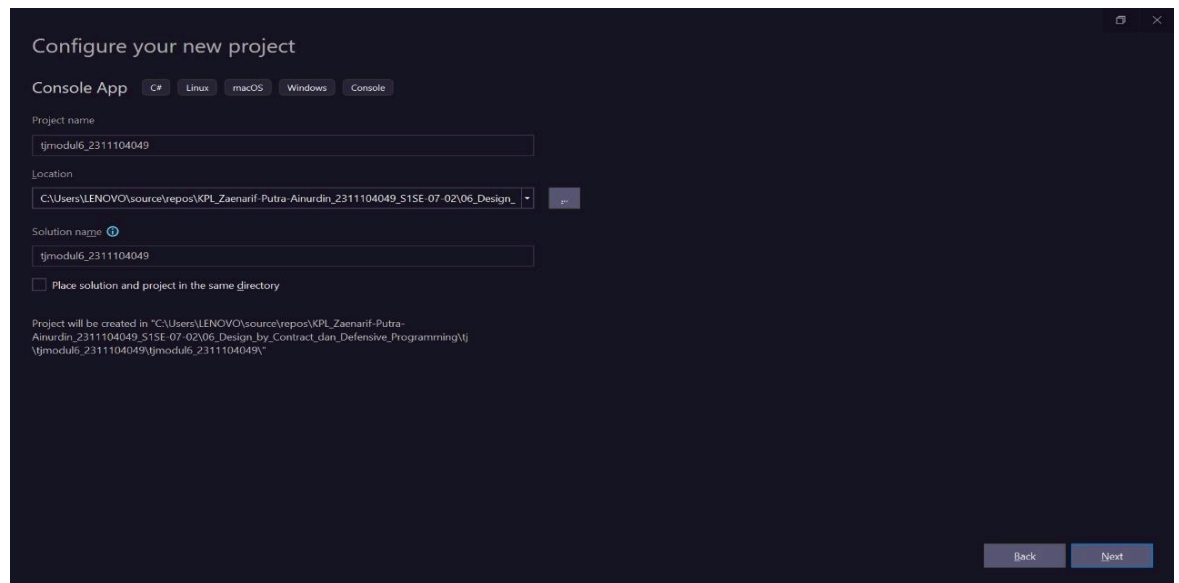 Configure your new project
Console App C# Linux macOS Windows Console
Project name
tjmodul6_2311104049
Location
C:\Users\LENOVO\source\repos\KPL_Zaenarif-Putra-Ainurdin_2311104049_S1SE-07-02\06_Design_
...
Solution name
tjmodul6_2311104049
Place solution and project in the same directory
Project will be created in "C:\Users\LENOVO\source\repos\KPL_Zaenarif-Putra-
Ainurdin_2311104049_S1SE-07-02\06_Design_by_Contract_dan_Defensive_Programming\tj
\tjmodul6_2311104049\tjmodul6_2311104049\"
Back Next